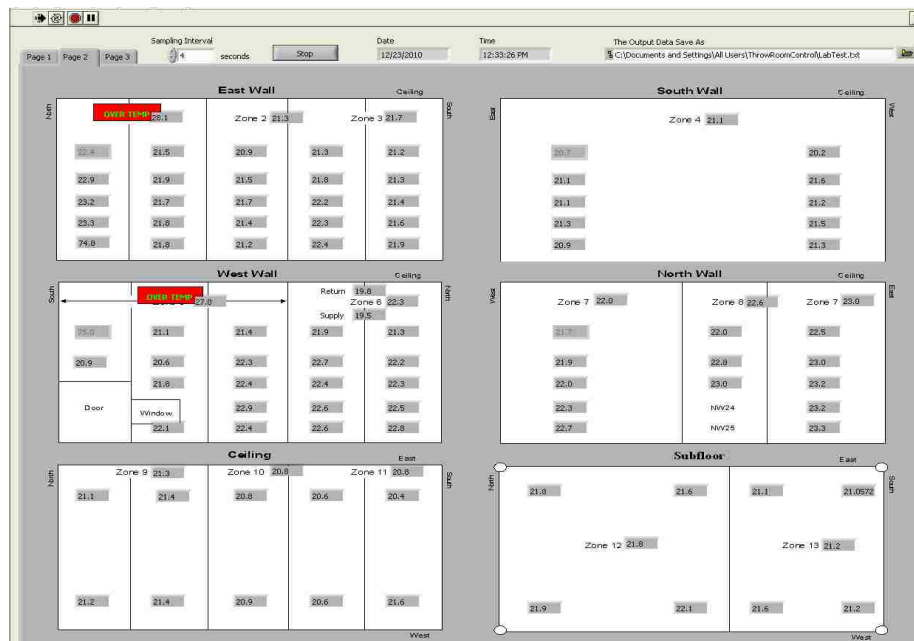 Sampling Interval Date Time The Output Data Save As
Page 1 Page 2 Page 3 4 seconds Stop 12/23/2010 12:33:26 PM C:\Documents and Settings\All Users\ThrowRoomControl\LabTest.txt
East Wall Ceiling
North South
OVER TEMP 28.1 Zone 2 21.3 Zone 3 21.7
22.4 21.5 20.9 21.3 21.2
22.9 21.9 21.5 21.8 21.3
23.2 21.7 21.7 22.2 21.4
23.3 21.8 21.4 22.3 21.6
74.8 21.8 21.2 22.4 21.9
South Wall Ceiling
East West
Zone 4 21.1
20.7 20.2
21.1 21.6
21.1 21.2
21.3 21.5
20.9 21.3
West Wall Ceiling
South North
OVER TEMP 27.0 Return 19.8
Zone 6 22.3
Supply 19.5
75.0 21.1 21.4 21.9 21.3
20.9 20.6 22.3 22.7 22.2
21.8 22.4 22.4 22.3
Door Window 22.9 22.6 22.5
22.1 22.4 22.6 22.8
North Wall Ceiling
West East
Zone 7 22.0 Zone 8 22.6 Zone 7 23.0
21.7 22.0 22.5
21.9 22.8 23.0
22.0 23.0 23.2
22.3 NW24 23.2
22.7 NW25 23.3
Ceiling East
North South
Zone 9 21.3 Zone 10 20.8 Zone 11 20.8
21.1 21.4 20.8 20.6 20.4
21.2 21.4 20.9 20.6 21.6
West
Subfloor East
North South
21.8 21.6 21.1 21.0572
Zone 12 21.8 Zone 13 21.2
21.9 22.1 21.6 21.2
West